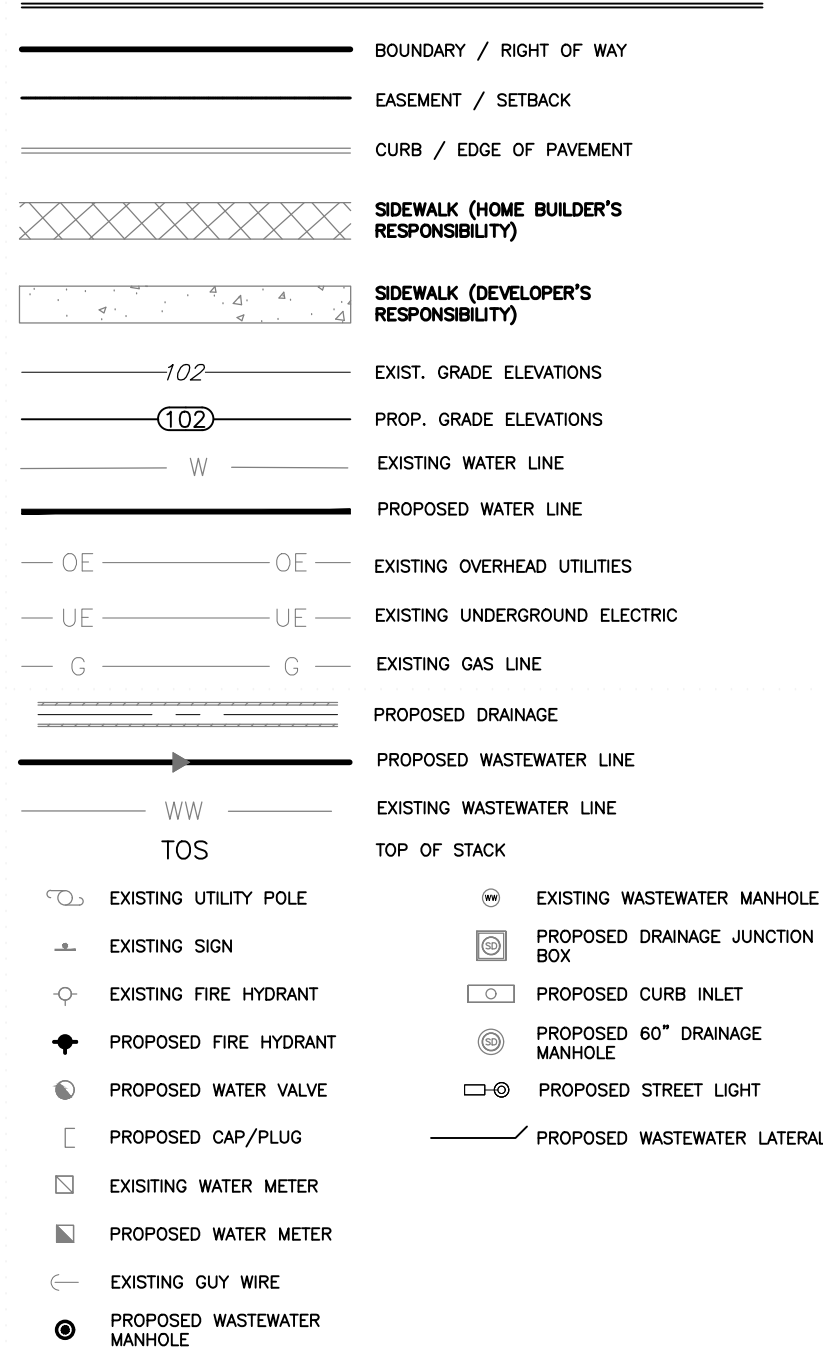 BOUNDARY / RIGHT OF WAY
EASEMENT / SETBACK
CURB / EDGE OF PAVEMENT
SIDEWALK (HOME BUILDER'S
RESPONSIBILITY)
SIDEWALK (DEVELOPER'S
RESPONSIBILITY)
102 EXIST. GRADE ELEVATIONS
102 PROP. GRADE ELEVATIONS
W EXISTING WATER LINE
PROPOSED WATER LINE
OE OE EXISTING OVERHEAD UTILITIES
UE UE EXISTING UNDERGROUND ELECTRIC
G G EXISTING GAS LINE
PROPOSED DRAINAGE
PROPOSED WASTEWATER LINE
WW EXISTING WASTEWATER LINE
TOS TOP OF STACK
EXISTING UTILITY POLE
EXISTING SIGN
EXISTING FIRE HYDRANT
PROPOSED FIRE HYDRANT
PROPOSED WATER VALVE
PROPOSED CAP/PLUG
EXISITING WATER METER
PROPOSED WATER METER
EXISTING GUY WIRE
PROPOSED WASTEWATER
MANHOLE
WW EXISTING WASTEWATER MANHOLE
SD PROPOSED DRAINAGE JUNCTION
BOX
PROPOSED CURB INLET
SD PROPOSED 60" DRAINAGE
MANHOLE
PROPOSED STREET LIGHT
PROPOSED WASTEWATER LATERAL